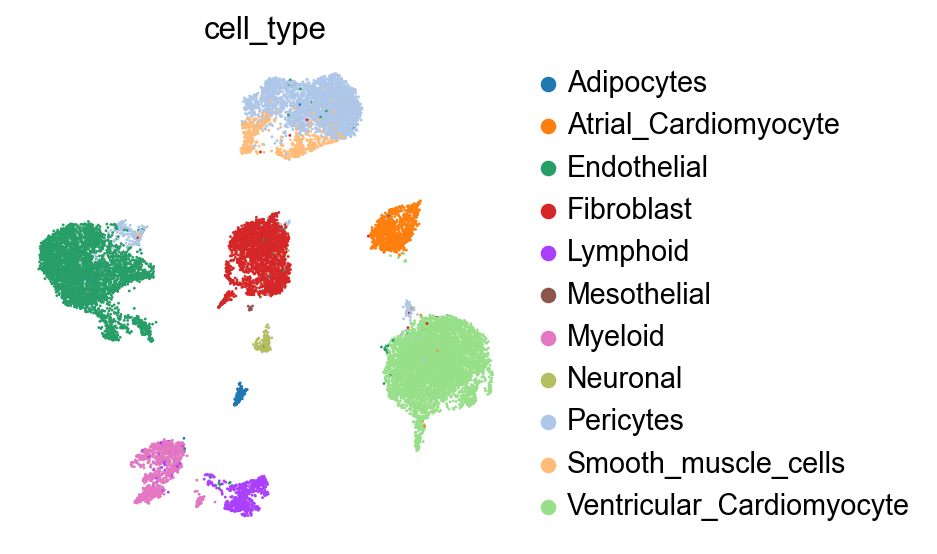 cell_type
Adipocytes
Atrial_Cardiomyocyte
Endothelial
Fibroblast
Lymphoid
Mesothelial
Myeloid
Neuronal
Pericytes
Smooth_muscle_cells
Ventricular_Cardiomyocyte